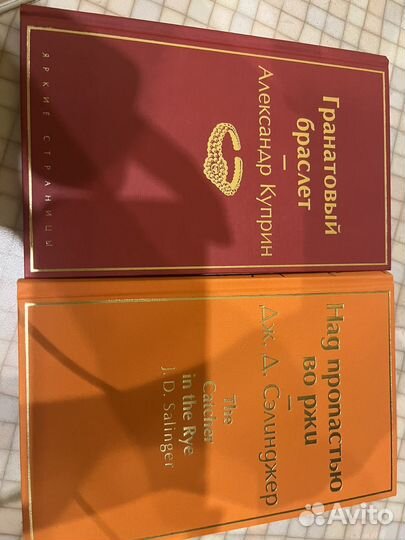 Гранатовый
браслет
—
Александр Куприн
ЯРКИЕ СТРАНИЦЫ
Над пропастью
во ржи
—
Дж. Д. Сэлинджер
The
Catcher
in the Rye
J. D. Salinger
Avito